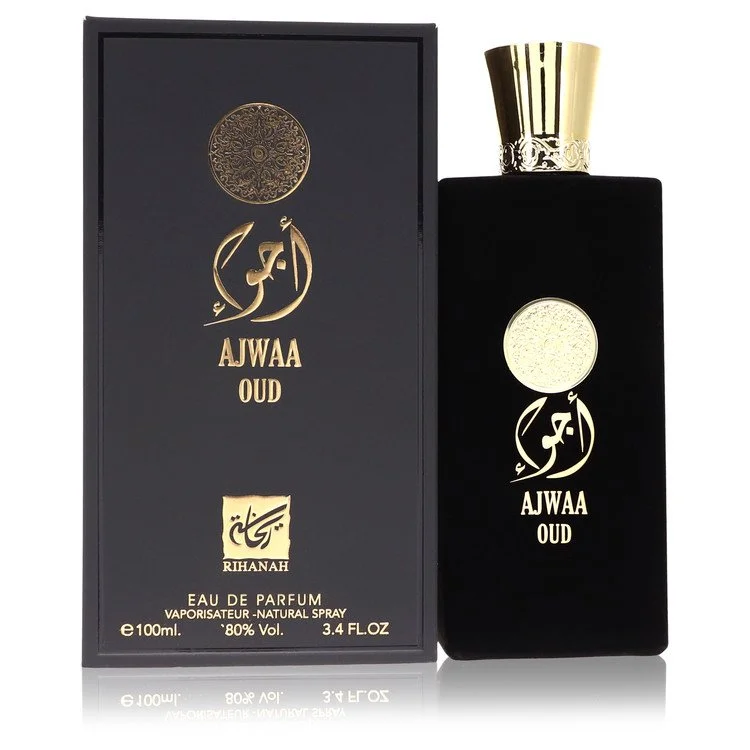 أجواء
AJWAA
OUD
ريحانة
RIHANAH
EAU DE PARFUM
VAPORISATEUR -NATURAL SPRAY
℮100ml. `80% Vol. 3.4 FL.OZ
أجواء
AJWAA
OUD